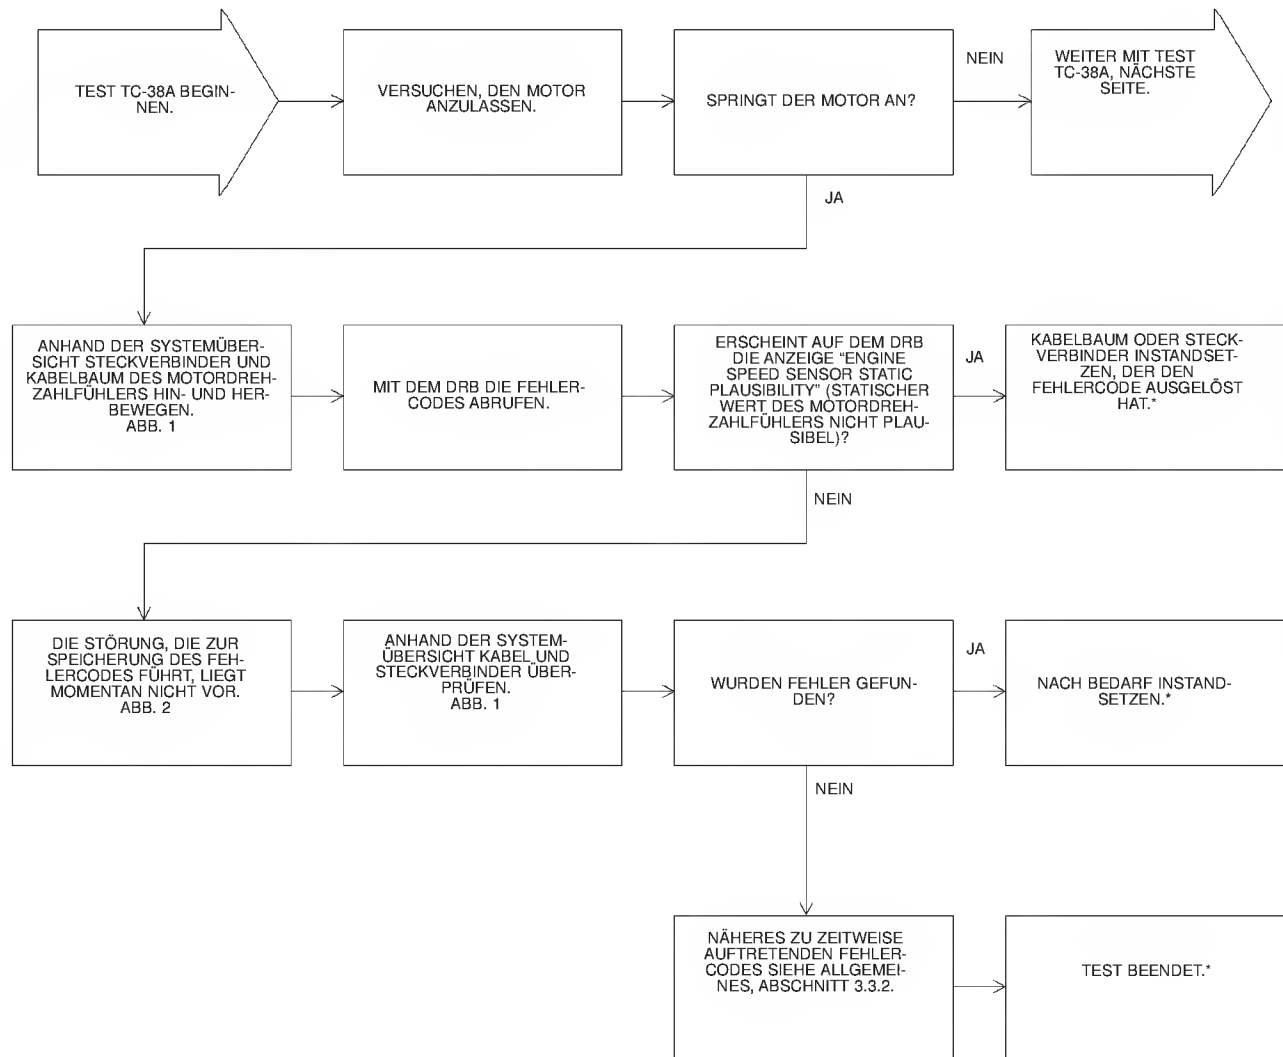 TEST TC-38A BEGIN-
NEN.
VERSUCHEN, DEN MOTOR
ANZULASSEN.
SPRINGT DER MOTOR AN?
NEIN
WEITER MIT TEST
TC-38A, NÄCHSTE
SEITE.
JA
ANHAND DER SYSTEMÜBER-
SICHT STECKVERBINDER UND
KABELBAUM DES MOTORDREH-
ZAHLFÜHLERS HIN- UND HER-
BEWEGEN.
ABB. 1
MIT DEM DRB DIE FEHLER-
CODES ABRUFEN.
ERSCHEINT AUF DEM DRB
DIE ANZEIGE “ENGINE
SPEED SENSOR STATIC
PLAUSIBILITY” (STATISCHER
WERT DES MOTORDREH-
ZAHLFÜHLERS NICHT PLAU-
SIBEL)?
JA
KABELBAUM ODER STECK-
VERBINDER INSTANDSET-
ZEN, DER DEN
FEHLERCODE AUSGELÖST
HAT.*
NEIN
DIE STÖRUNG, DIE ZUR
SPEICHERUNG DES FEH-
LERCODES FÜHRT, LIEGT
MOMENTAN NICHT VOR.
ABB. 2
ANHAND DER SYSTEM-
ÜBERSICHT KABEL UND
STECKVERBINDER ÜBER-
PRÜFEN.
ABB. 1
WURDEN FEHLER GEFUN-
DEN?
JA
NACH BEDARF INSTAND-
SETZEN.*
NEIN
NÄHERES ZU ZEITWEISE
AUFTRETENDEN FEHLER-
CODES SIEHE ALLGEMEI-
NES, ABSCHNITT 3.3.2.
TEST BEENDET.*